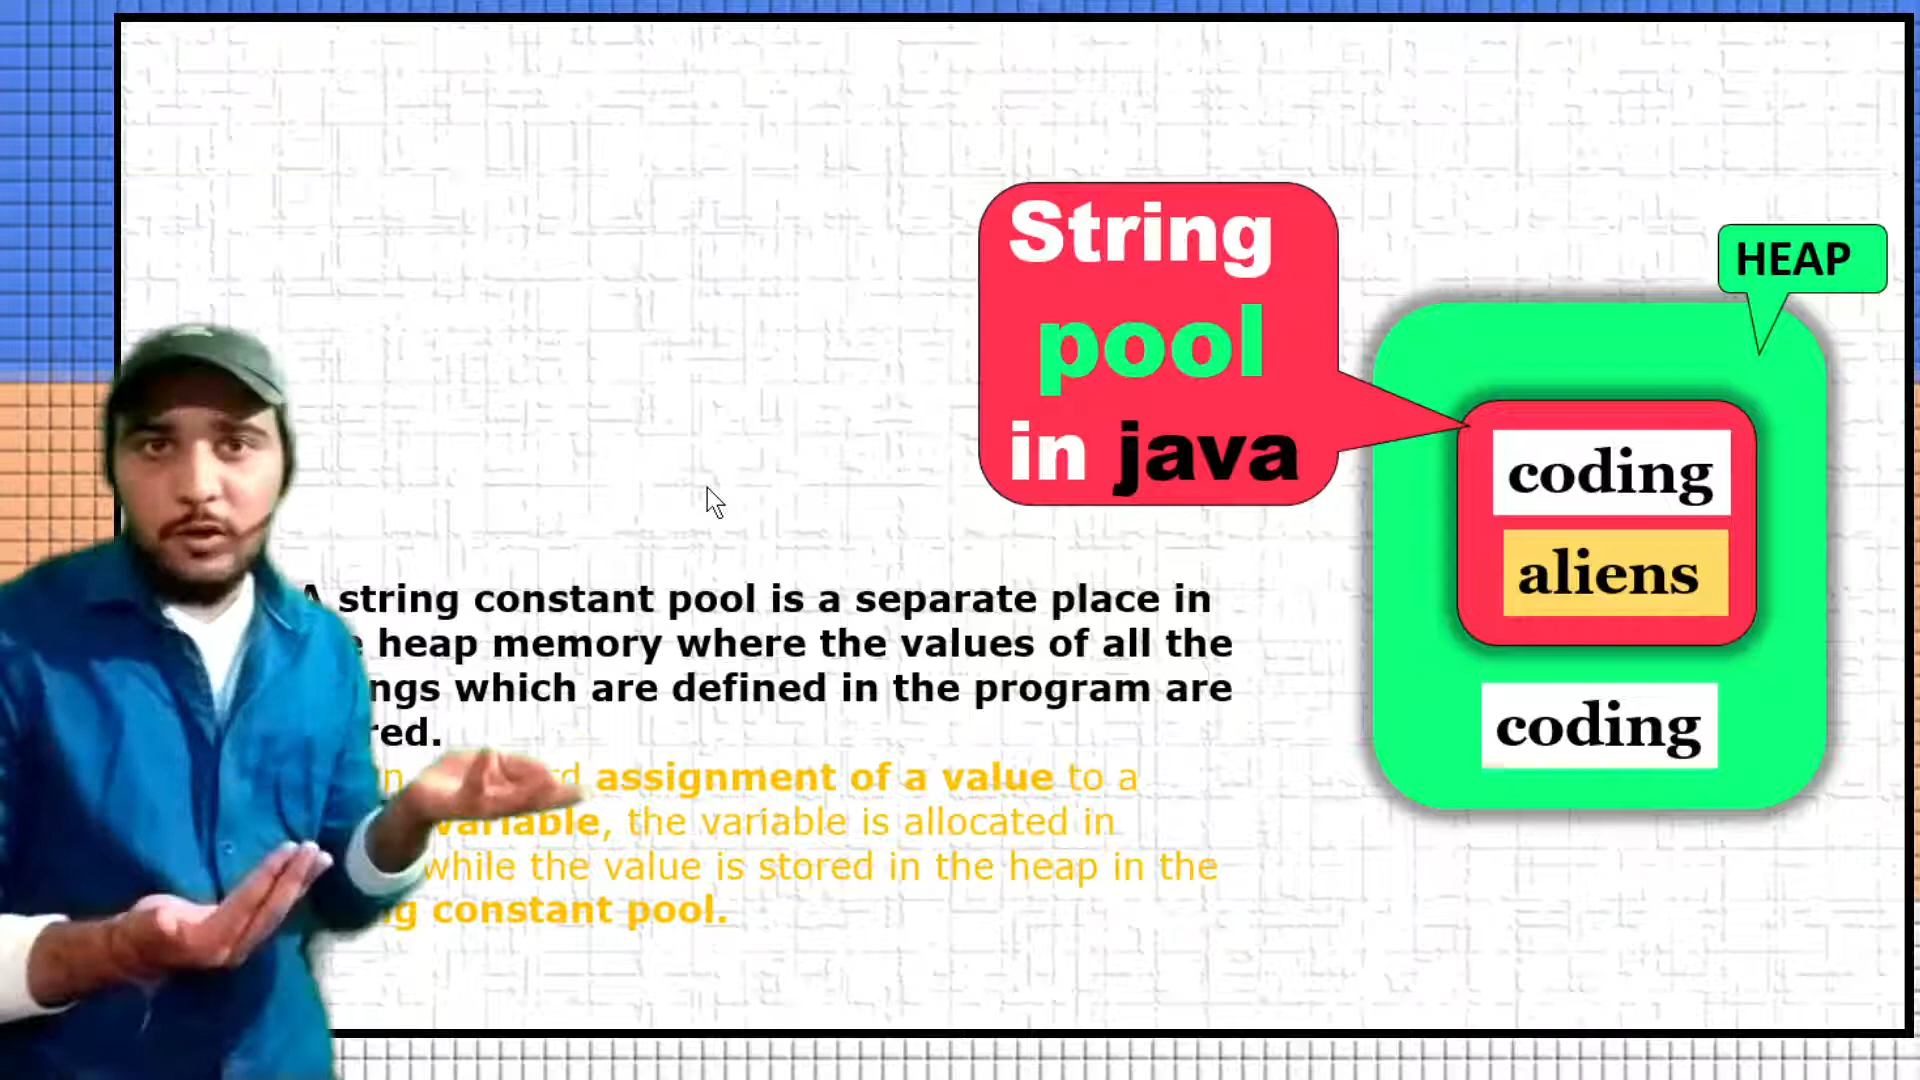 String
pool
in java
HEAP
coding
aliens
coding
A string constant pool is a separate place in
heap memory where the values of all the
which are defined in the program are
assignment of a value to a
variable, the variable is allocated in
while the value is stored in the heap in the
constant pool.